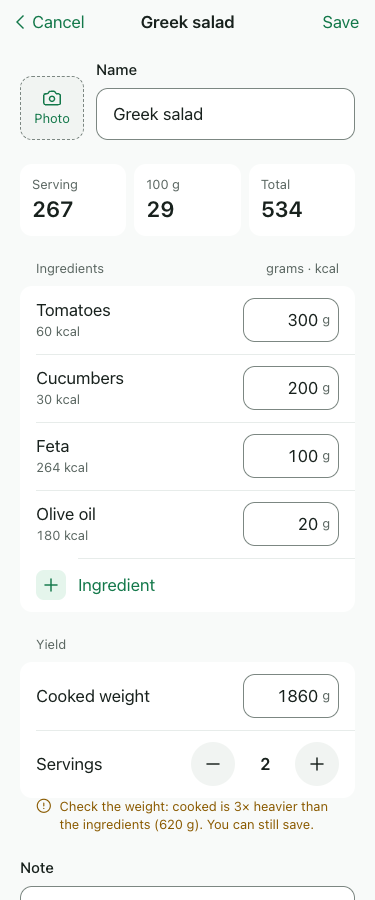 Cancel
Greek salad
Save
Name
Photo
Greek salad
Serving
267
100 g
29
Total
534
Ingredients
grams · kcal
Tomatoes
60 kcal
300 g
Cucumbers
30 kcal
200 g
Feta
264 kcal
100 g
Olive oil
180 kcal
20 g
Ingredient
Yield
Cooked weight
1860 g
Servings
2
Check the weight: cooked is 3× heavier than
the ingredients (620 g). You can still save.
Note